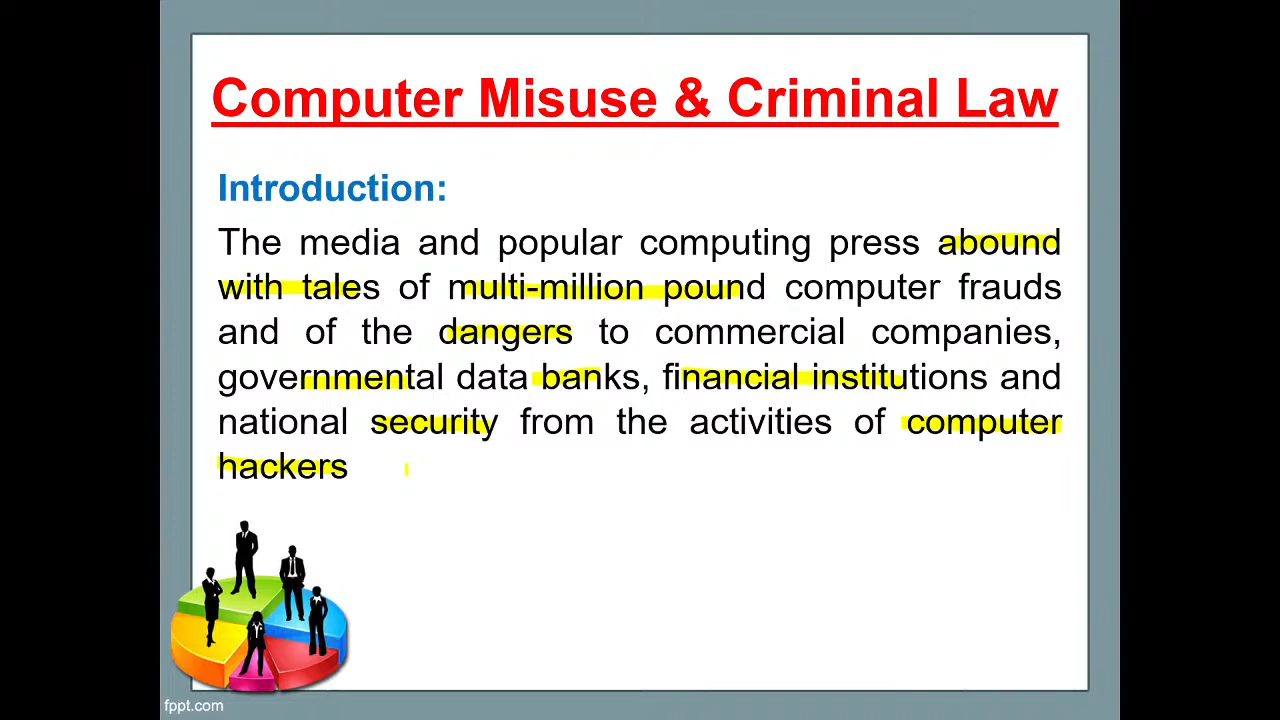 Computer Misuse & Criminal Law
Introduction:
The media and popular computing press abound
with tales of multi-million pound computer frauds
and of the dangers to commercial companies,
governmental data banks, financial institutions and
national security from the activities of computer
hackers
fppt.com